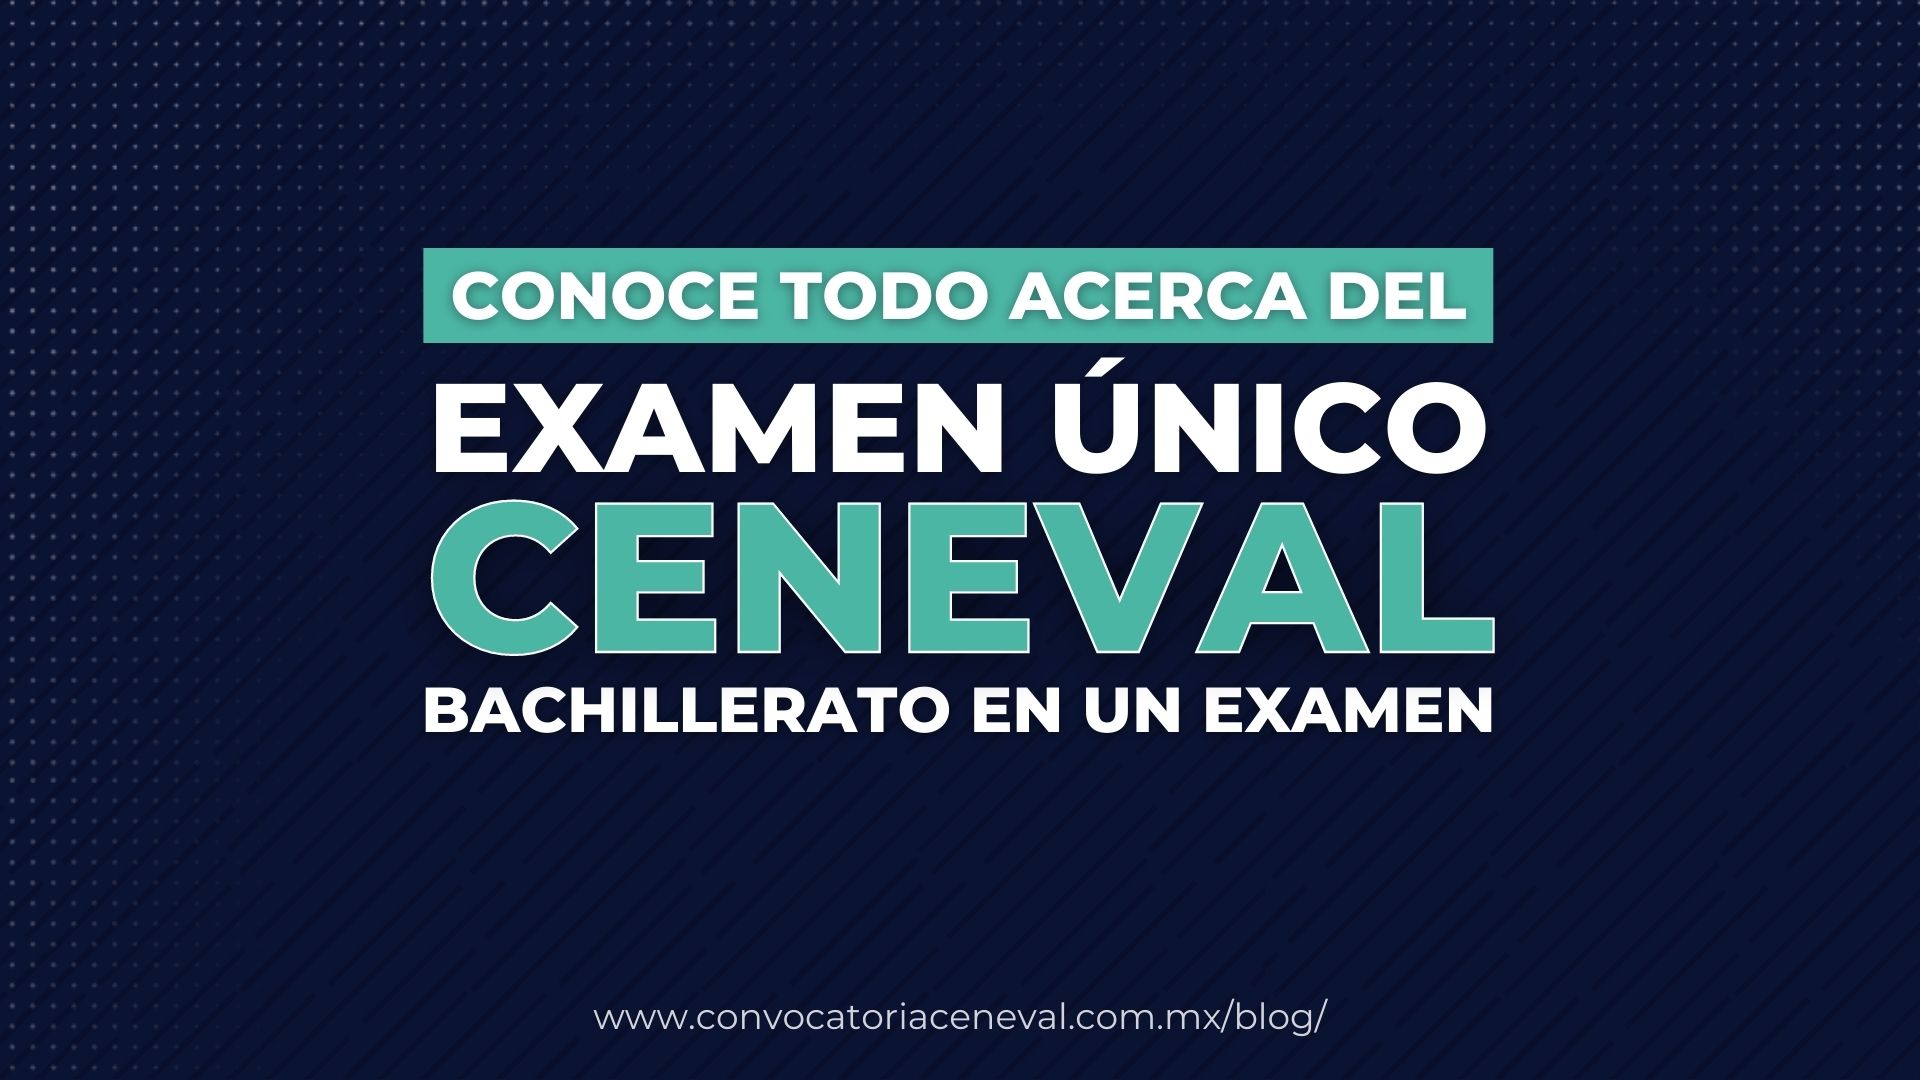 CONOCE TODO ACERCA DEL
EXAMEN ÚNICO
CENEVAL
BACHILLERATO EN UN EXAMEN
www.convocatoriaceneval.com.mx/blog/